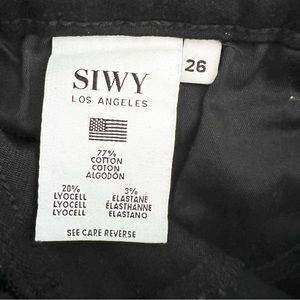 SIWY
LOS ANGELES
26
77%
COTTON
COTON
ALGODÓN
20%
LYOCELL
LYOCELL
LYOCELL
3%
ELASTANE
ÉLASTHANNE
ELASTANO
SEE CARE REVERSE